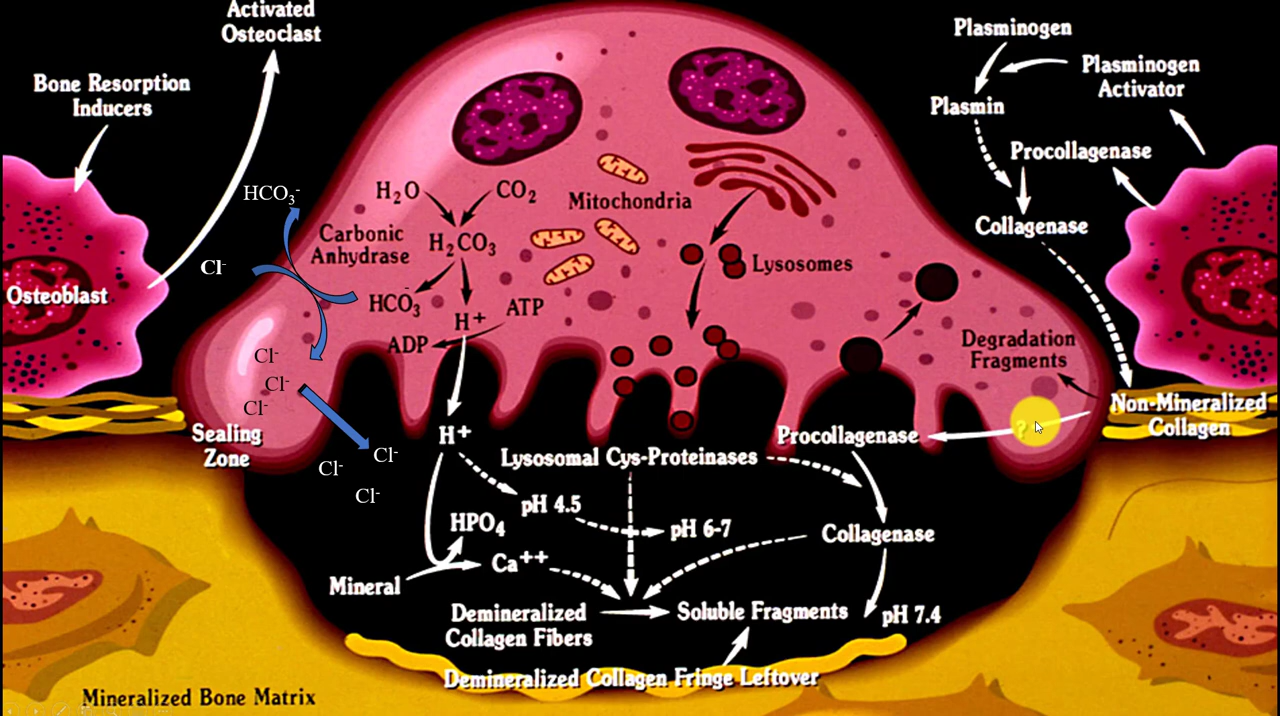 Activated
Osteoclast
Bone Resorption
Inducers
Osteoblast
HCO₃⁻
Cl⁻
H₂O
CO₂
Carbonic
Anhydrase
H₂CO₃
HCO₃⁻
H⁺
ATP
ADP
Mitochondria
Lysosomes
Cl⁻
Cl⁻
Cl⁻
Sealing
Zone
Cl⁻
Cl⁻
Cl⁻
H⁺
Lysosomal Cys-Proteinases
pH 4.5
pH 6-7
HPO₄
Ca⁺⁺
Mineral
Demineralized
Collagen Fibers
Soluble Fragments
Demineralized Collagen Fringe Leftover
Mineralized Bone Matrix
Plasminogen
Plasminogen
Activator
Plasmin
Procollagenase
Collagenase
Degradation
Fragments
Non-Mineralized
Collagen
?
Procollagenase
Collagenase
pH 7.4